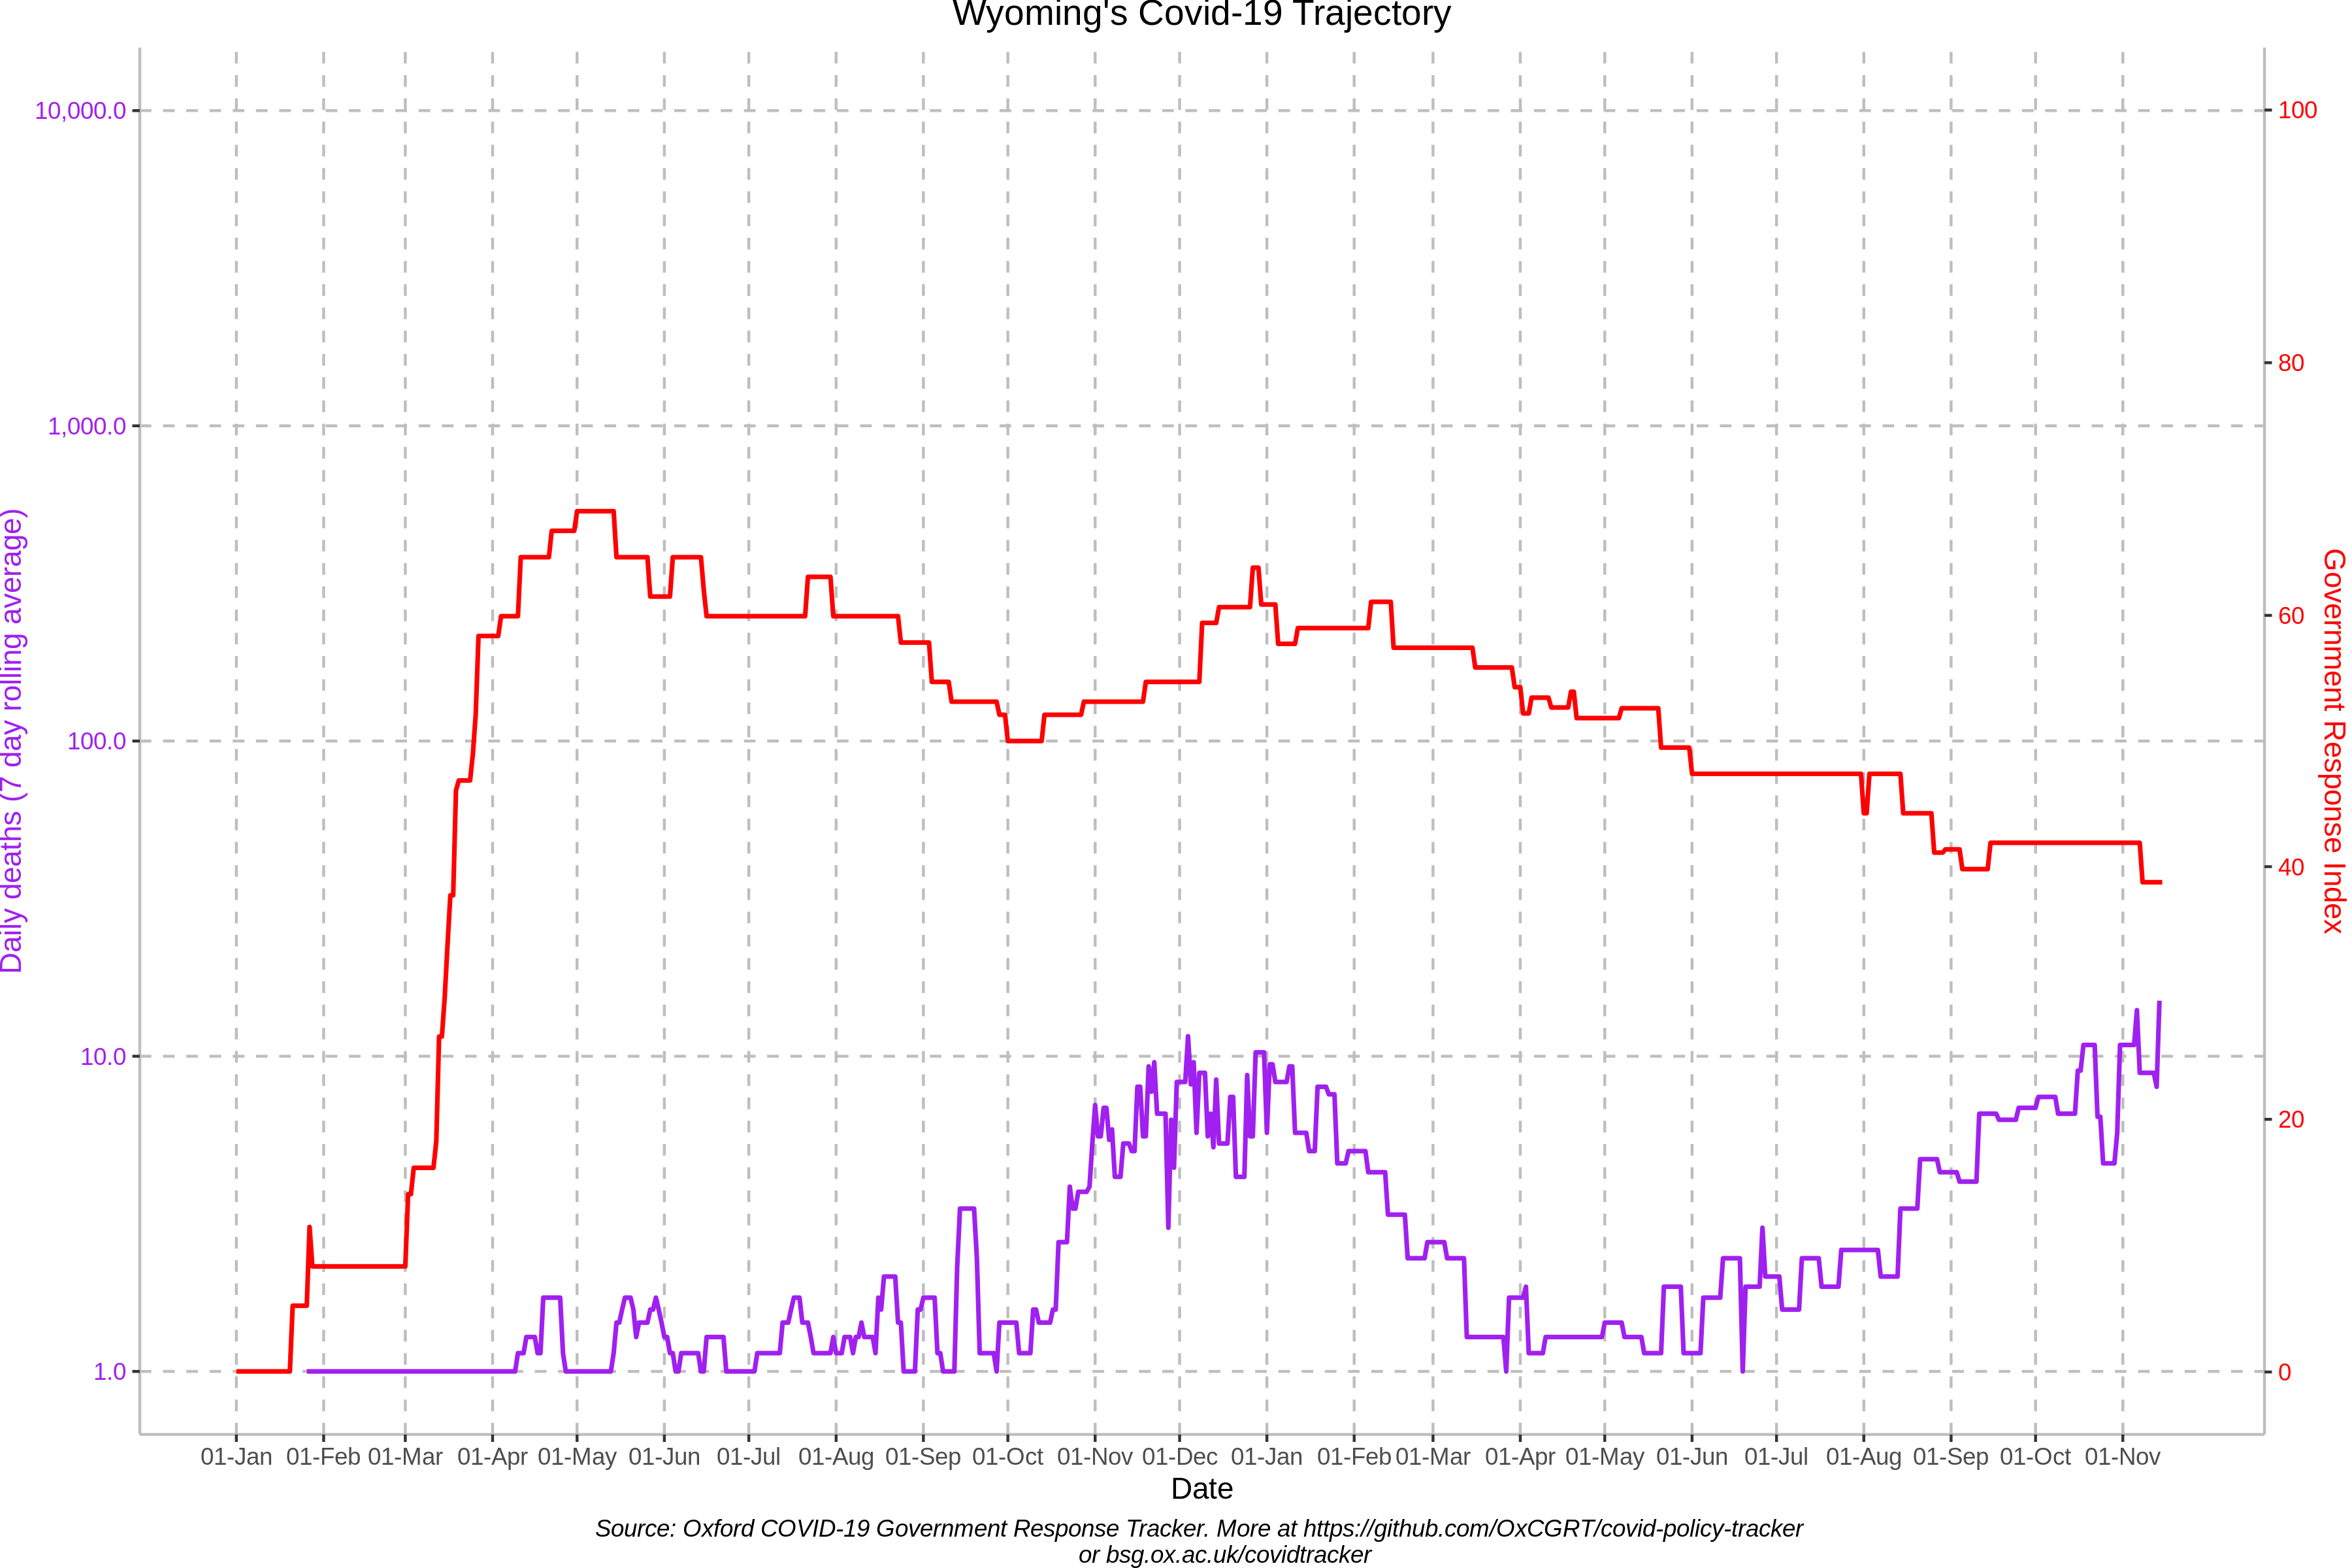 Wyoming's Covid-19 Trajectory
10,000.0
1,000.0
100.0
10.0
1.0
Daily deaths (7 day rolling average)
100
80
60
40
20
0
Government Response Index
01-Jan 01-Feb 01-Mar 01-Apr 01-May 01-Jun 01-Jul 01-Aug 01-Sep 01-Oct 01-Nov 01-Dec 01-Jan 01-Feb 01-Mar 01-Apr 01-May 01-Jun 01-Jul 01-Aug 01-Sep 01-Oct 01-Nov
Date
Source: Oxford COVID-19 Government Response Tracker. More at https://github.com/OxCGRT/covid-policy-tracker
or bsg.ox.ac.uk/covidtracker